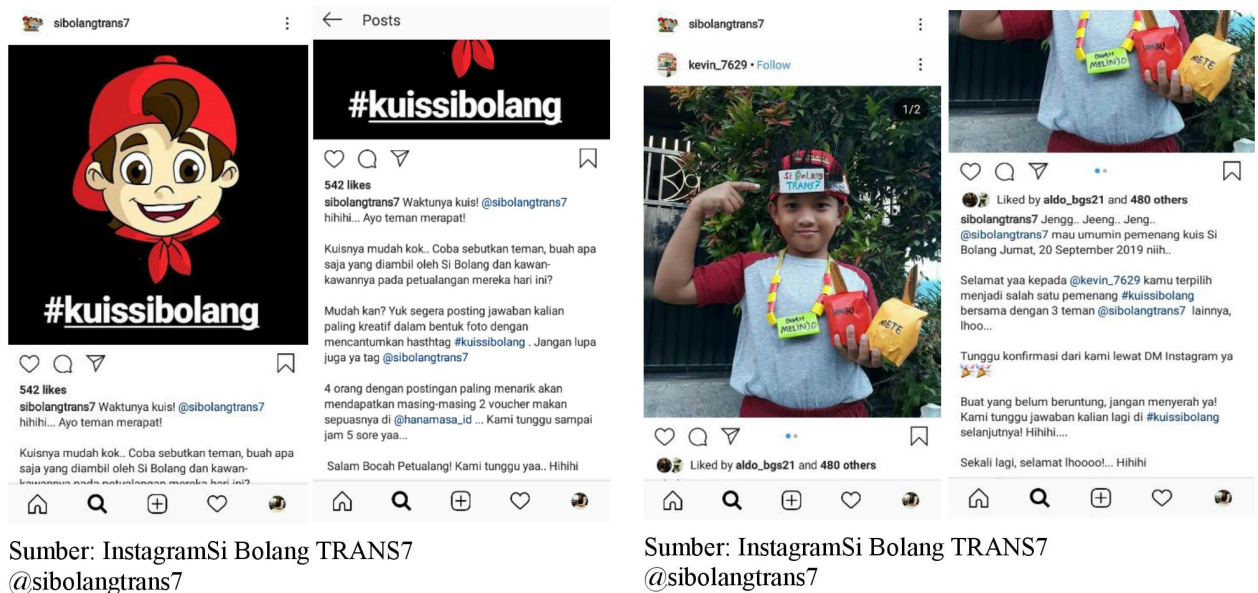 sibolangtrans7
#kuissibolang
542 likes
sibolangtrans7 Waktunya kuis! @sibolangtrans7
hihihi... Ayo teman merapat!
Kuisnya mudah kok.. Coba sebutkan teman, buah apa
saja yang diambil oleh Si Bolang dan kawan-
kawannya pada petualangan mereka hari ini?
Posts
#kuissibolang
542 likes
sibolangtrans7 Waktunya kuis! @sibolangtrans7
hihihi... Ayo teman merapat!
Kuisnya mudah kok.. Coba sebutkan teman, buah apa
saja yang diambil oleh Si Bolang dan kawan-
kawannya pada petualangan mereka hari ini?
Mudah kan? Yuk segera posting jawaban kalian
paling kreatif dalam bentuk foto dengan
mencantumkan hasthtag #kuissibolang . Jangan lupa
juga ya tag @sibolangtrans7
4 orang dengan postingan paling menarik akan
mendapatkan masing-masing 2 voucher makan
sepuasnya di @hanamasa_id ... Kami tunggu sampai
jam 5 sore yaa...
Salam Bocah Petualang! Kami tunggu yaa.. Hihihi
Sumber: InstagramSi Bolang TRANS7
@sibolangtrans7
sibolangtrans7
kevin_7629 • Follow
1/2
Si Bolang
TRANS7
BUAH
MELINJO
JAMBU
METE
Liked by aldo_bgs21 and 480 others
BUAH
MELINJO
JAMBU
METE
Liked by aldo_bgs21 and 480 others
sibolangtrans7 Jengg.. Jeeng.. Jeng..
@sibolangtrans7 mau umumin pemenang kuis Si
Bolang Jumat, 20 September 2019 niih..
Selamat yaa kepada @kevin_7629 kamu terpilih
menjadi salah satu pemenang #kuissibolang
bersama dengan 3 teman @sibolangtrans7 lainnya,
lhoo...
Tunggu konfirmasi dari kami lewat DM Instagram ya
Buat yang belum beruntung, jangan menyerah ya!
Kami tunggu jawaban kalian lagi di #kuissibolang
selanjutnya! Hihihi....
Sekali lagi, selamat lhoooo!... Hihihi
Sumber: InstagramSi Bolang TRANS7
@sibolangtrans7